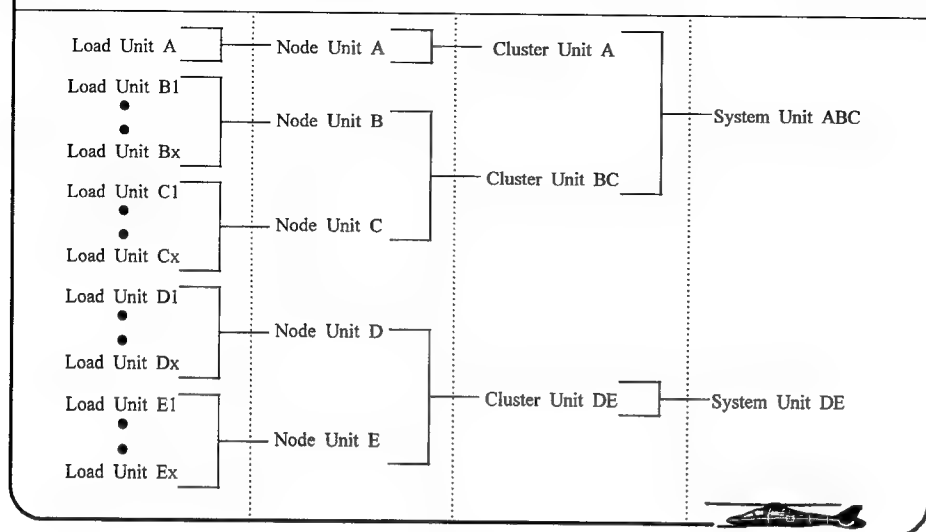 Load Unit A
Node Unit A
Cluster Unit A
Load Unit B1
Load Unit Bx
Node Unit B
System Unit ABC
Load Unit C1
Load Unit Cx
Node Unit C
Cluster Unit BC
Load Unit D1
Load Unit Dx
Node Unit D
Load Unit E1
Load Unit Ex
Node Unit E
Cluster Unit DE
System Unit DE